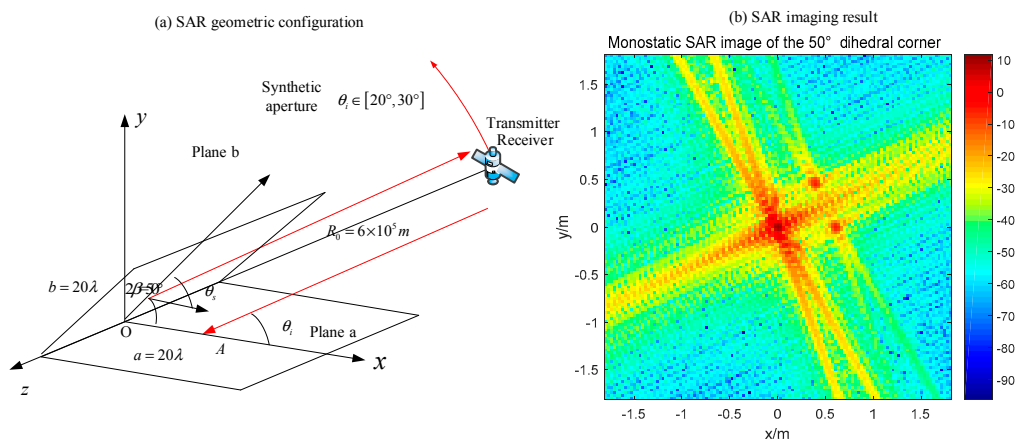 (a) SAR geometric configuration
(b) SAR imaging result
Monostatic SAR image of the 50° dihedral corner
Synthetic
aperture
θᵢ∈[20°,30°]
Transmitter
Receiver
y
Plane b
R₀=6×10⁵m
b=20λ
2β=50°
θₛ
θᵢ
Plane a
O
A
a=20λ
x
z
1.5
1
0.5
0
-0.5
-1
-1.5
y/m
-1.5
-1
-0.5
0
0.5
1
1.5
x/m
10
0
-10
-20
-30
-40
-50
-60
-70
-80
-90